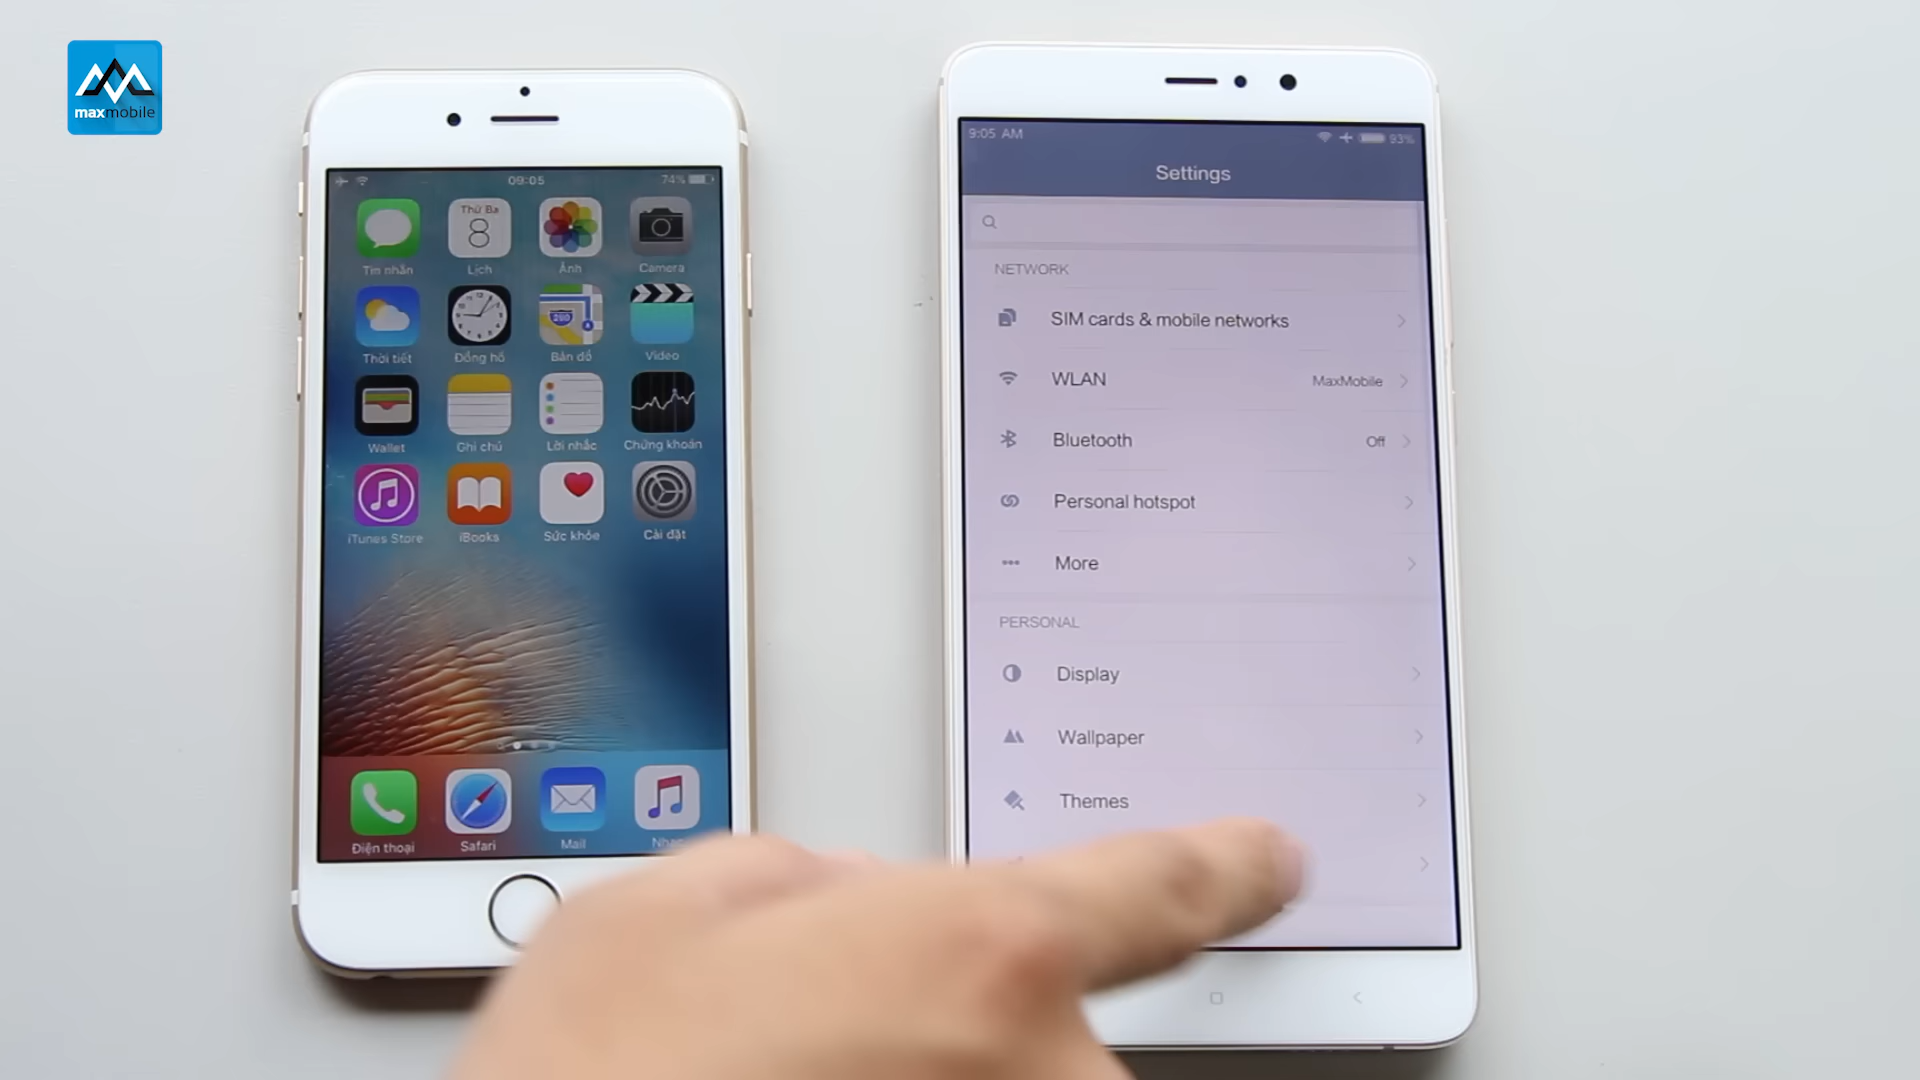 maxmobile
09:05
74%
Thứ Ba
8
Tin nhắn
Lịch
Ảnh
Camera
280
Thời tiết
Đồng hồ
Bản đồ
Video
Wallet
Ghi chú
Lời nhắc
Chứng khoán
iTunes Store
iBooks
Sức khỏe
Cài đặt
Điện thoại
Safari
Mail
9:05 AM
93%
Settings
NETWORK
SIM cards & mobile networks
WLAN
MaxMobile
Bluetooth
Off
Personal hotspot
More
PERSONAL
Display
Wallpaper
Themes